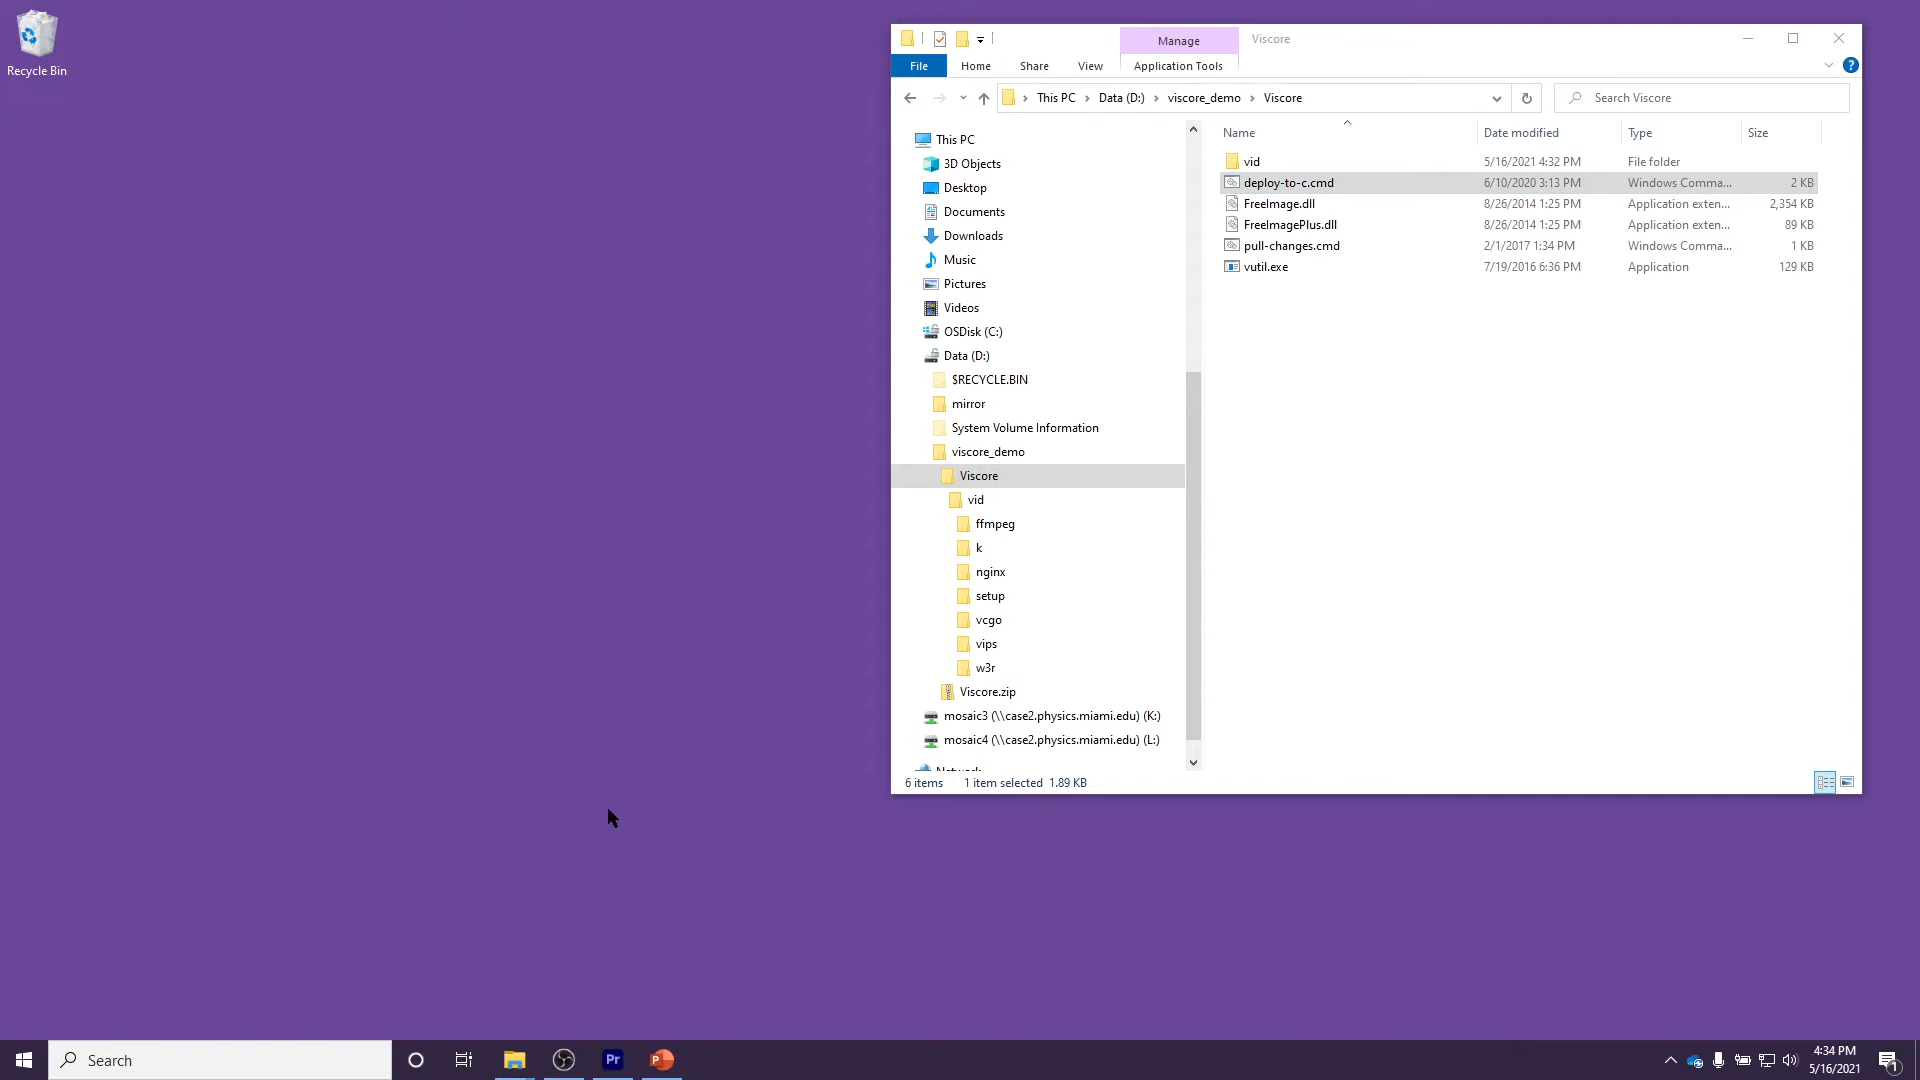 Recycle Bin
Manage
Viscore
File
Home
Share
View
Application Tools
This PC
Data (D:)
viscore_demo
Viscore
Search Viscore
This PC
3D Objects
Desktop
Documents
Downloads
Music
Pictures
Videos
OSDisk (C:)
Data (D:)
$RECYCLE.BIN
mirror
System Volume Information
viscore_demo
Viscore
vid
ffmpeg
k
nginx
setup
vcgo
vips
w3r
Viscore.zip
mosaic3 (\\case2.physics.miami.edu) (K:)
mosaic4 (\\case2.physics.miami.edu) (L:)
Name Date modified Type Size
vid 5/16/2021 4:32 PM File folder
deploy-to-c.cmd 6/10/2020 3:13 PM Windows Comma... 2 KB
FreeImage.dll 8/26/2014 1:25 PM Application exten... 2,354 KB
FreeImagePlus.dll 8/26/2014 1:25 PM Application exten... 89 KB
pull-changes.cmd 2/1/2017 1:34 PM Windows Comma... 1 KB
vutil.exe 7/19/2016 6:36 PM Application 129 KB
6 items 1 item selected 1.89 KB
Search
Pr
P
4:34 PM
5/16/2021
1